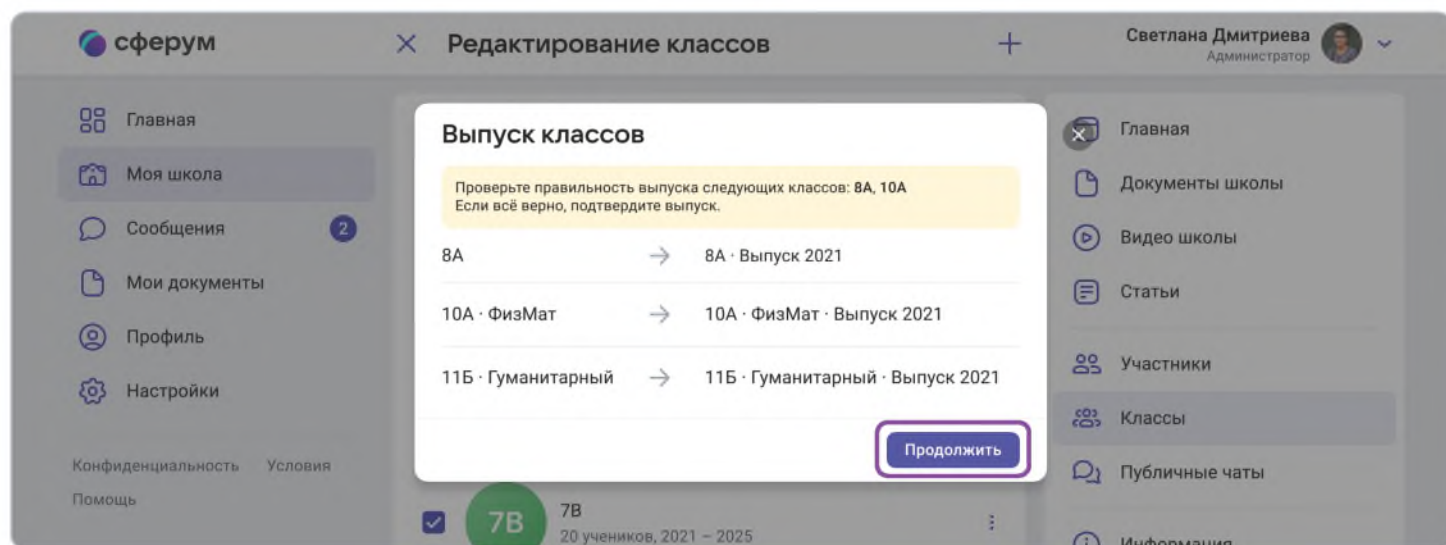 сферум
Редактирование классов
Светлана Дмитриева
Администратор
Главная
Моя школа
Сообщения 2
Мои документы
Профиль
Настройки
Конфиденциальность Условия
Помощь
Выпуск классов
Проверьте правильность выпуска следующих классов: 8А, 10А
Если всё верно, подтвердите выпуск.
8А → 8А · Выпуск 2021
10А · ФизМат → 10А · ФизМат · Выпуск 2021
11Б · Гуманитарный → 11Б · Гуманитарный · Выпуск 2021
Продолжить
7В
7В
20 учеников, 2021 – 2025
Главная
Документы школы
Видео школы
Статьи
Участники
Классы
Публичные чаты
Информация